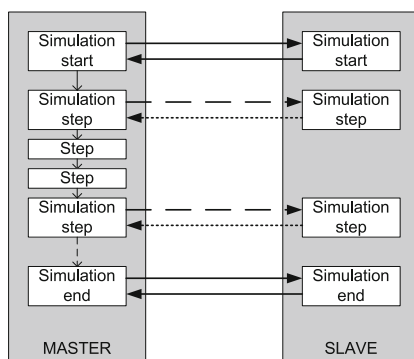 Simulation
start
Simulation
start
Simulation
step
Simulation
step
Step
Step
Simulation
step
Simulation
step
Simulation
end
Simulation
end
MASTER
SLAVE